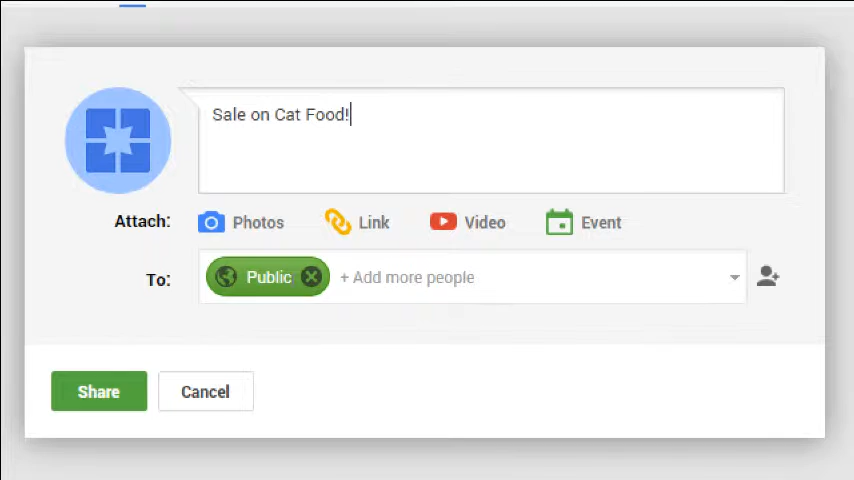 Sale on Cat Food!
Attach: Photos Link Video Event
To: Public + Add more people
Share Cancel